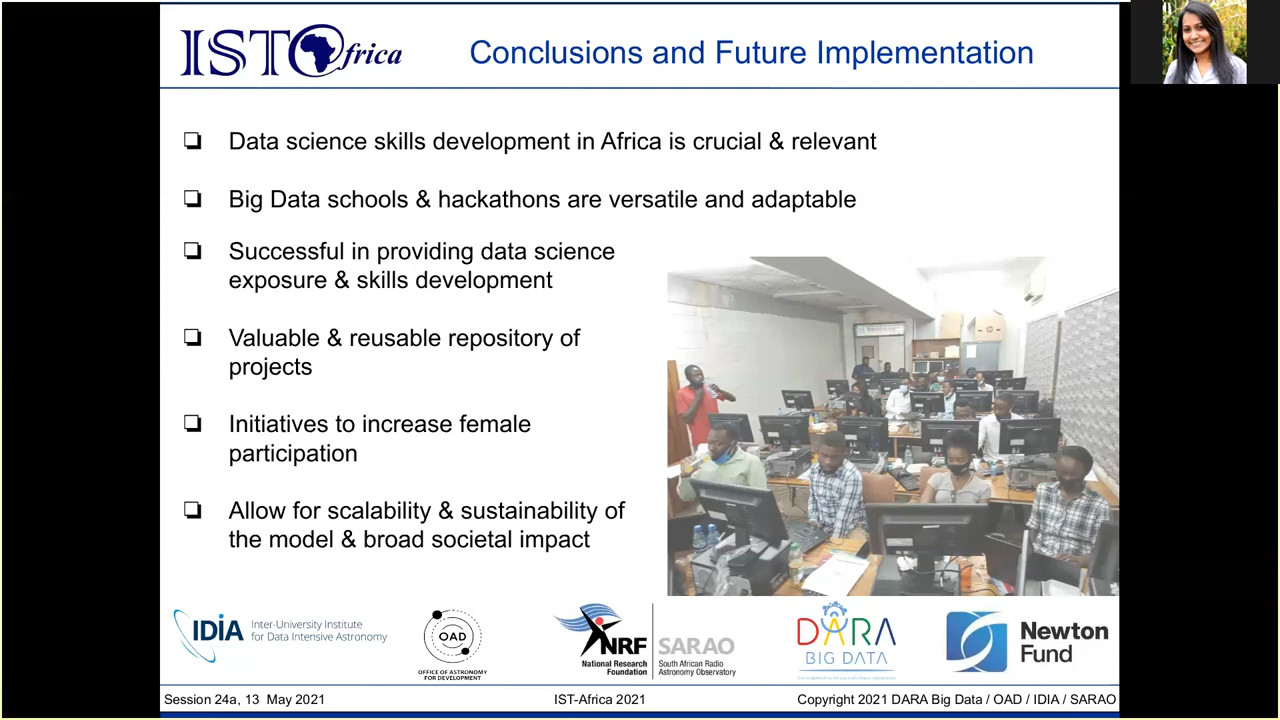 IST Africa
Conclusions and Future Implementation
❏ Data science skills development in Africa is crucial & relevant
❏ Big Data schools & hackathons are versatile and adaptable
❏ Successful in providing data science
exposure & skills development
❏ Valuable & reusable repository of
projects
❏ Initiatives to increase female
participation
❏ Allow for scalability & sustainability of
the model & broad societal impact
IDIA
Inter-University Institute
for Data Intensive Astronomy
OAD
OFFICE OF ASTRONOMY
FOR DEVELOPMENT
NRF
National Research
Foundation
SARAO
South African Radio
Astronomy Observatory
DARA
BIG DATA
Newton
Fund
Session 24a, 13 May 2021
IST-Africa 2021
Copyright 2021 DARA Big Data / OAD / IDIA / SARAO